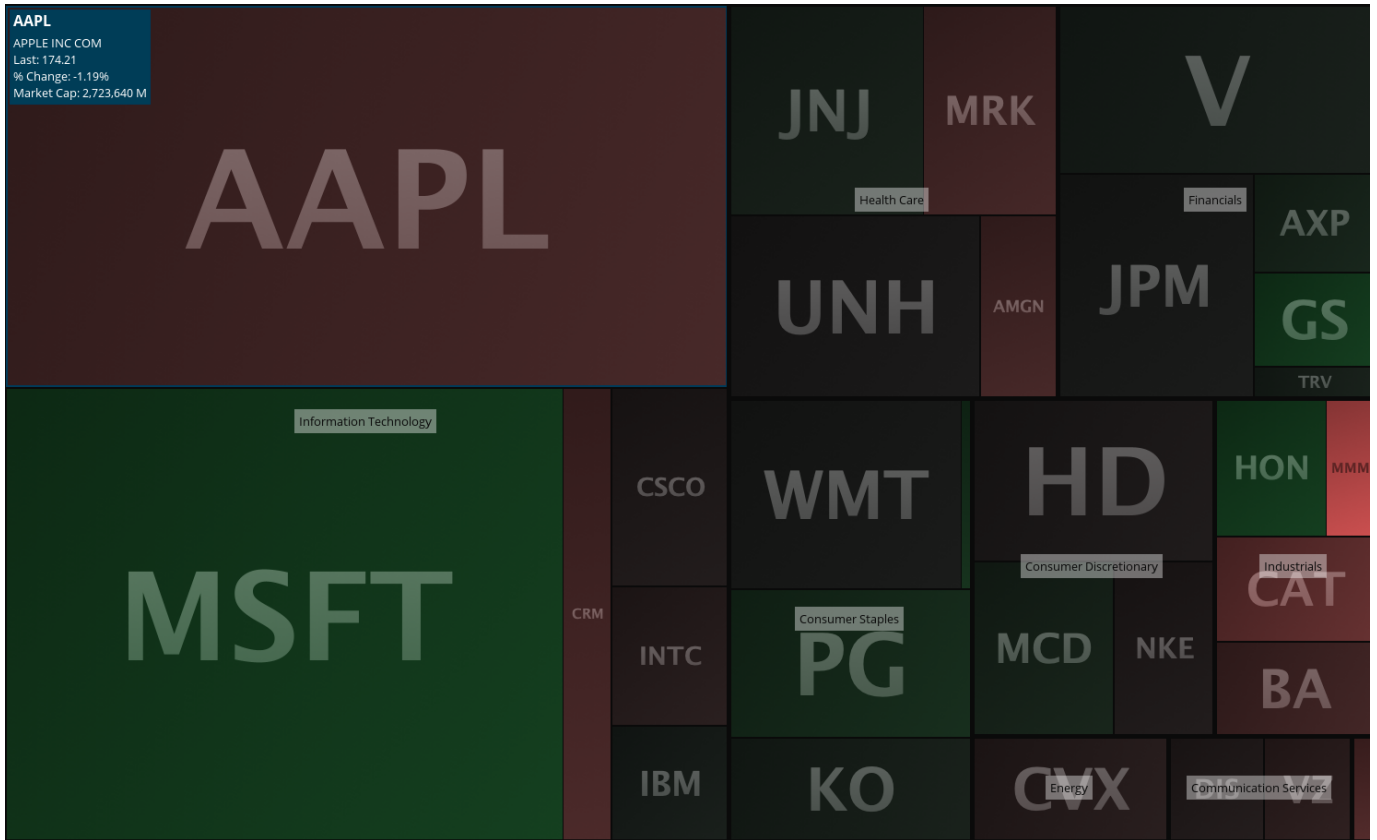 AAPL
APPLE INC COM
Last: 174.21
% Change: -1.19%
Market Cap: 2,723,640 M
AAPL
Information Technology
MSFT
CRM
CSCO
INTC
IBM
JNJ
MRK
Health Care
UNH
AMGN
V
Financials
JPM
AXP
GS
TRV
WMT
Consumer Staples
PG
KO
HD
Consumer Discretionary
MCD
NKE
HON
MMM
Industrials
CAT
BA
CVX
Energy
DIS
VZ
Communication Services